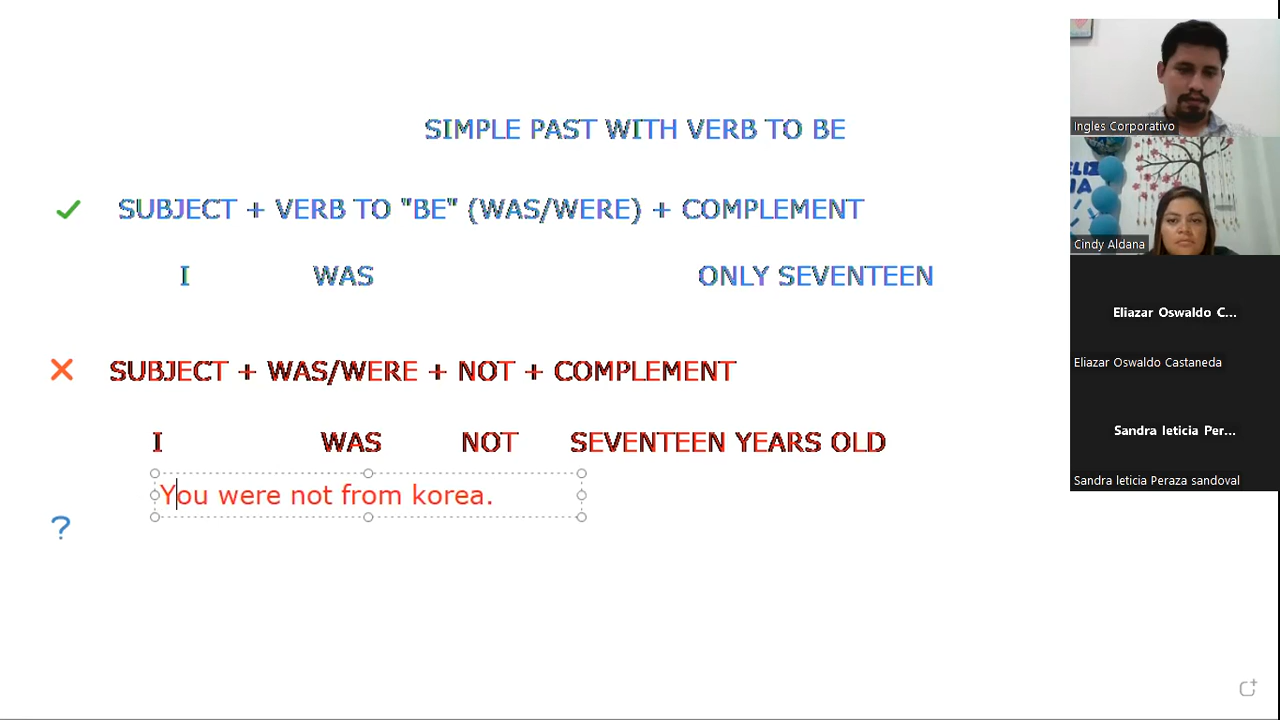 SIMPLE PAST WITH VERB TO BE
SUBJECT + VERB TO "BE" (WAS/WERE) + COMPLEMENT
I WAS ONLY SEVENTEEN
SUBJECT + WAS/WERE + NOT + COMPLEMENT
I WAS NOT SEVENTEEN YEARS OLD
You were not from korea.
?
Ingles Corporativo
Cindy Aldana
Eliazar Oswaldo C...
Eliazar Oswaldo Castaneda
Sandra leticia Per...
Sandra leticia Peraza sandoval